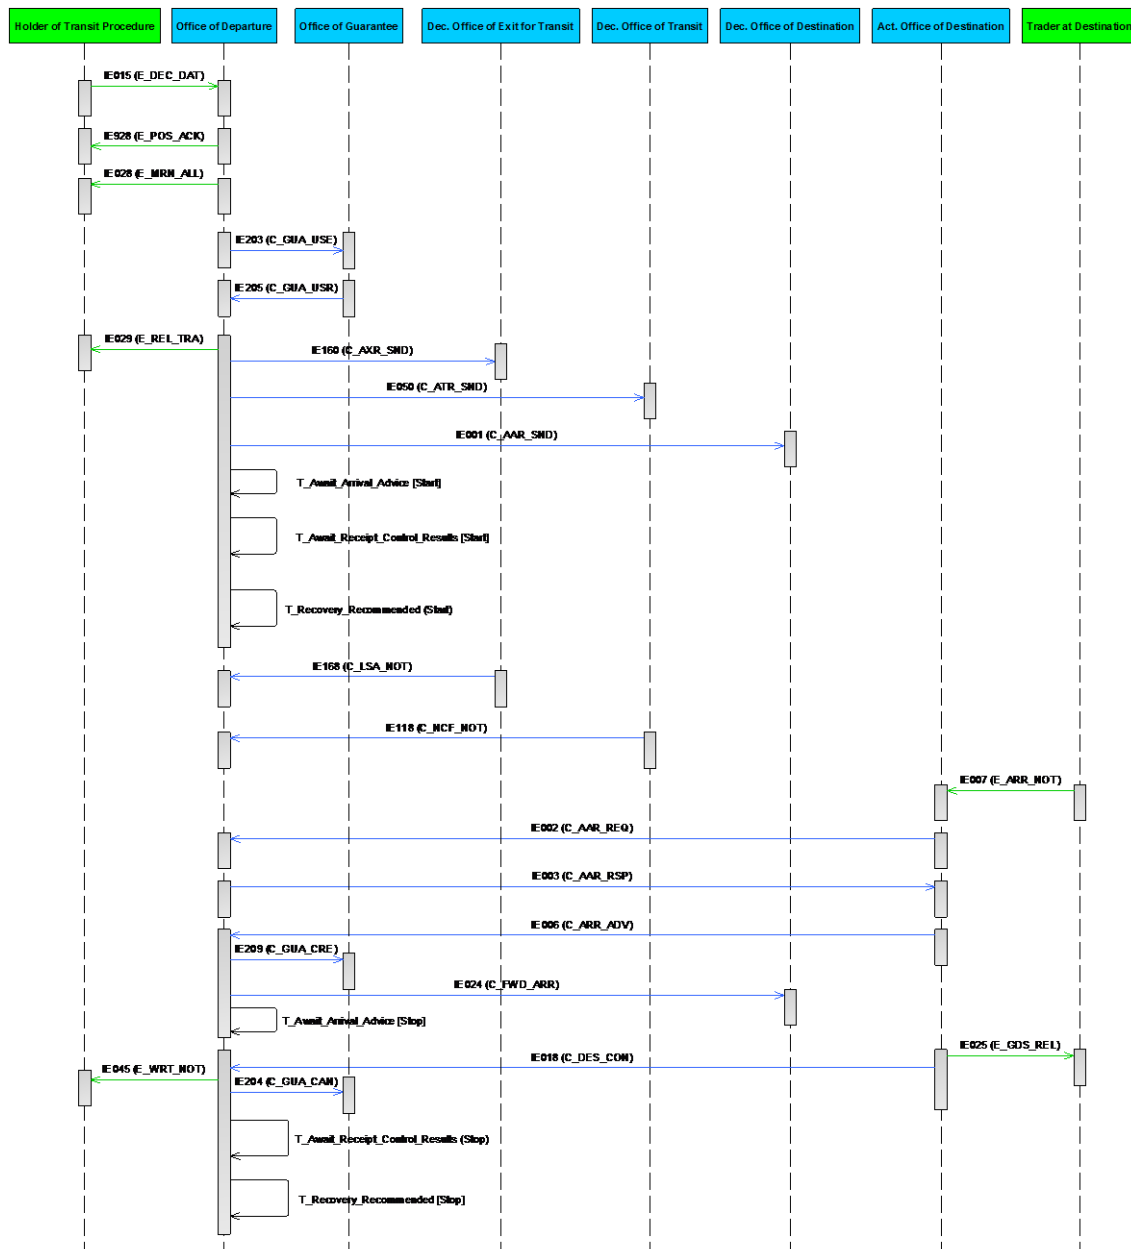 Holder of Transit Procedure
Office of Departure
Office of Guarantee
Dec. Office of Exit for Transit
Dec. Office of Transit
Dec. Office of Destination
Act. Office of Destination
Trader at Destination
IE015 (E_DEC_DAT)
IE928 (E_POS_ACK)
IE028 (E_MRN_ALL)
IE203 (C_GUA_USE)
IE205 (C_GUA_USR)
IE029 (E_REL_TRA)
IE160 (C_AXR_SND)
IE050 (C_ATR_SND)
IE001 (C_AAR_SND)
T_Await_Arrival_Advice [Start]
T_Await_Receipt_Control_Results [Start]
T_Recovery_Recommended (Start)
IE168 (C_LSA_NOT)
IE118 (C_NCF_NOT)
IE007 (E_ARR_NOT)
IE002 (C_AAR_REQ)
IE003 (C_AAR_RSP)
IE006 (C_ARR_ADV)
IE209 (C_GUA_CRE)
IE024 (C_FWD_ARR)
T_Await_Arrival_Advice [Stop]
IE018 (C_DES_CON)
IE025 (E_GDS_REL)
IE045 (E_WRT_NOT)
IE204 (C_GUA_CAN)
T_Await_Receipt_Control_Results (Stop)
T_Recovery_Recommended [Stop]